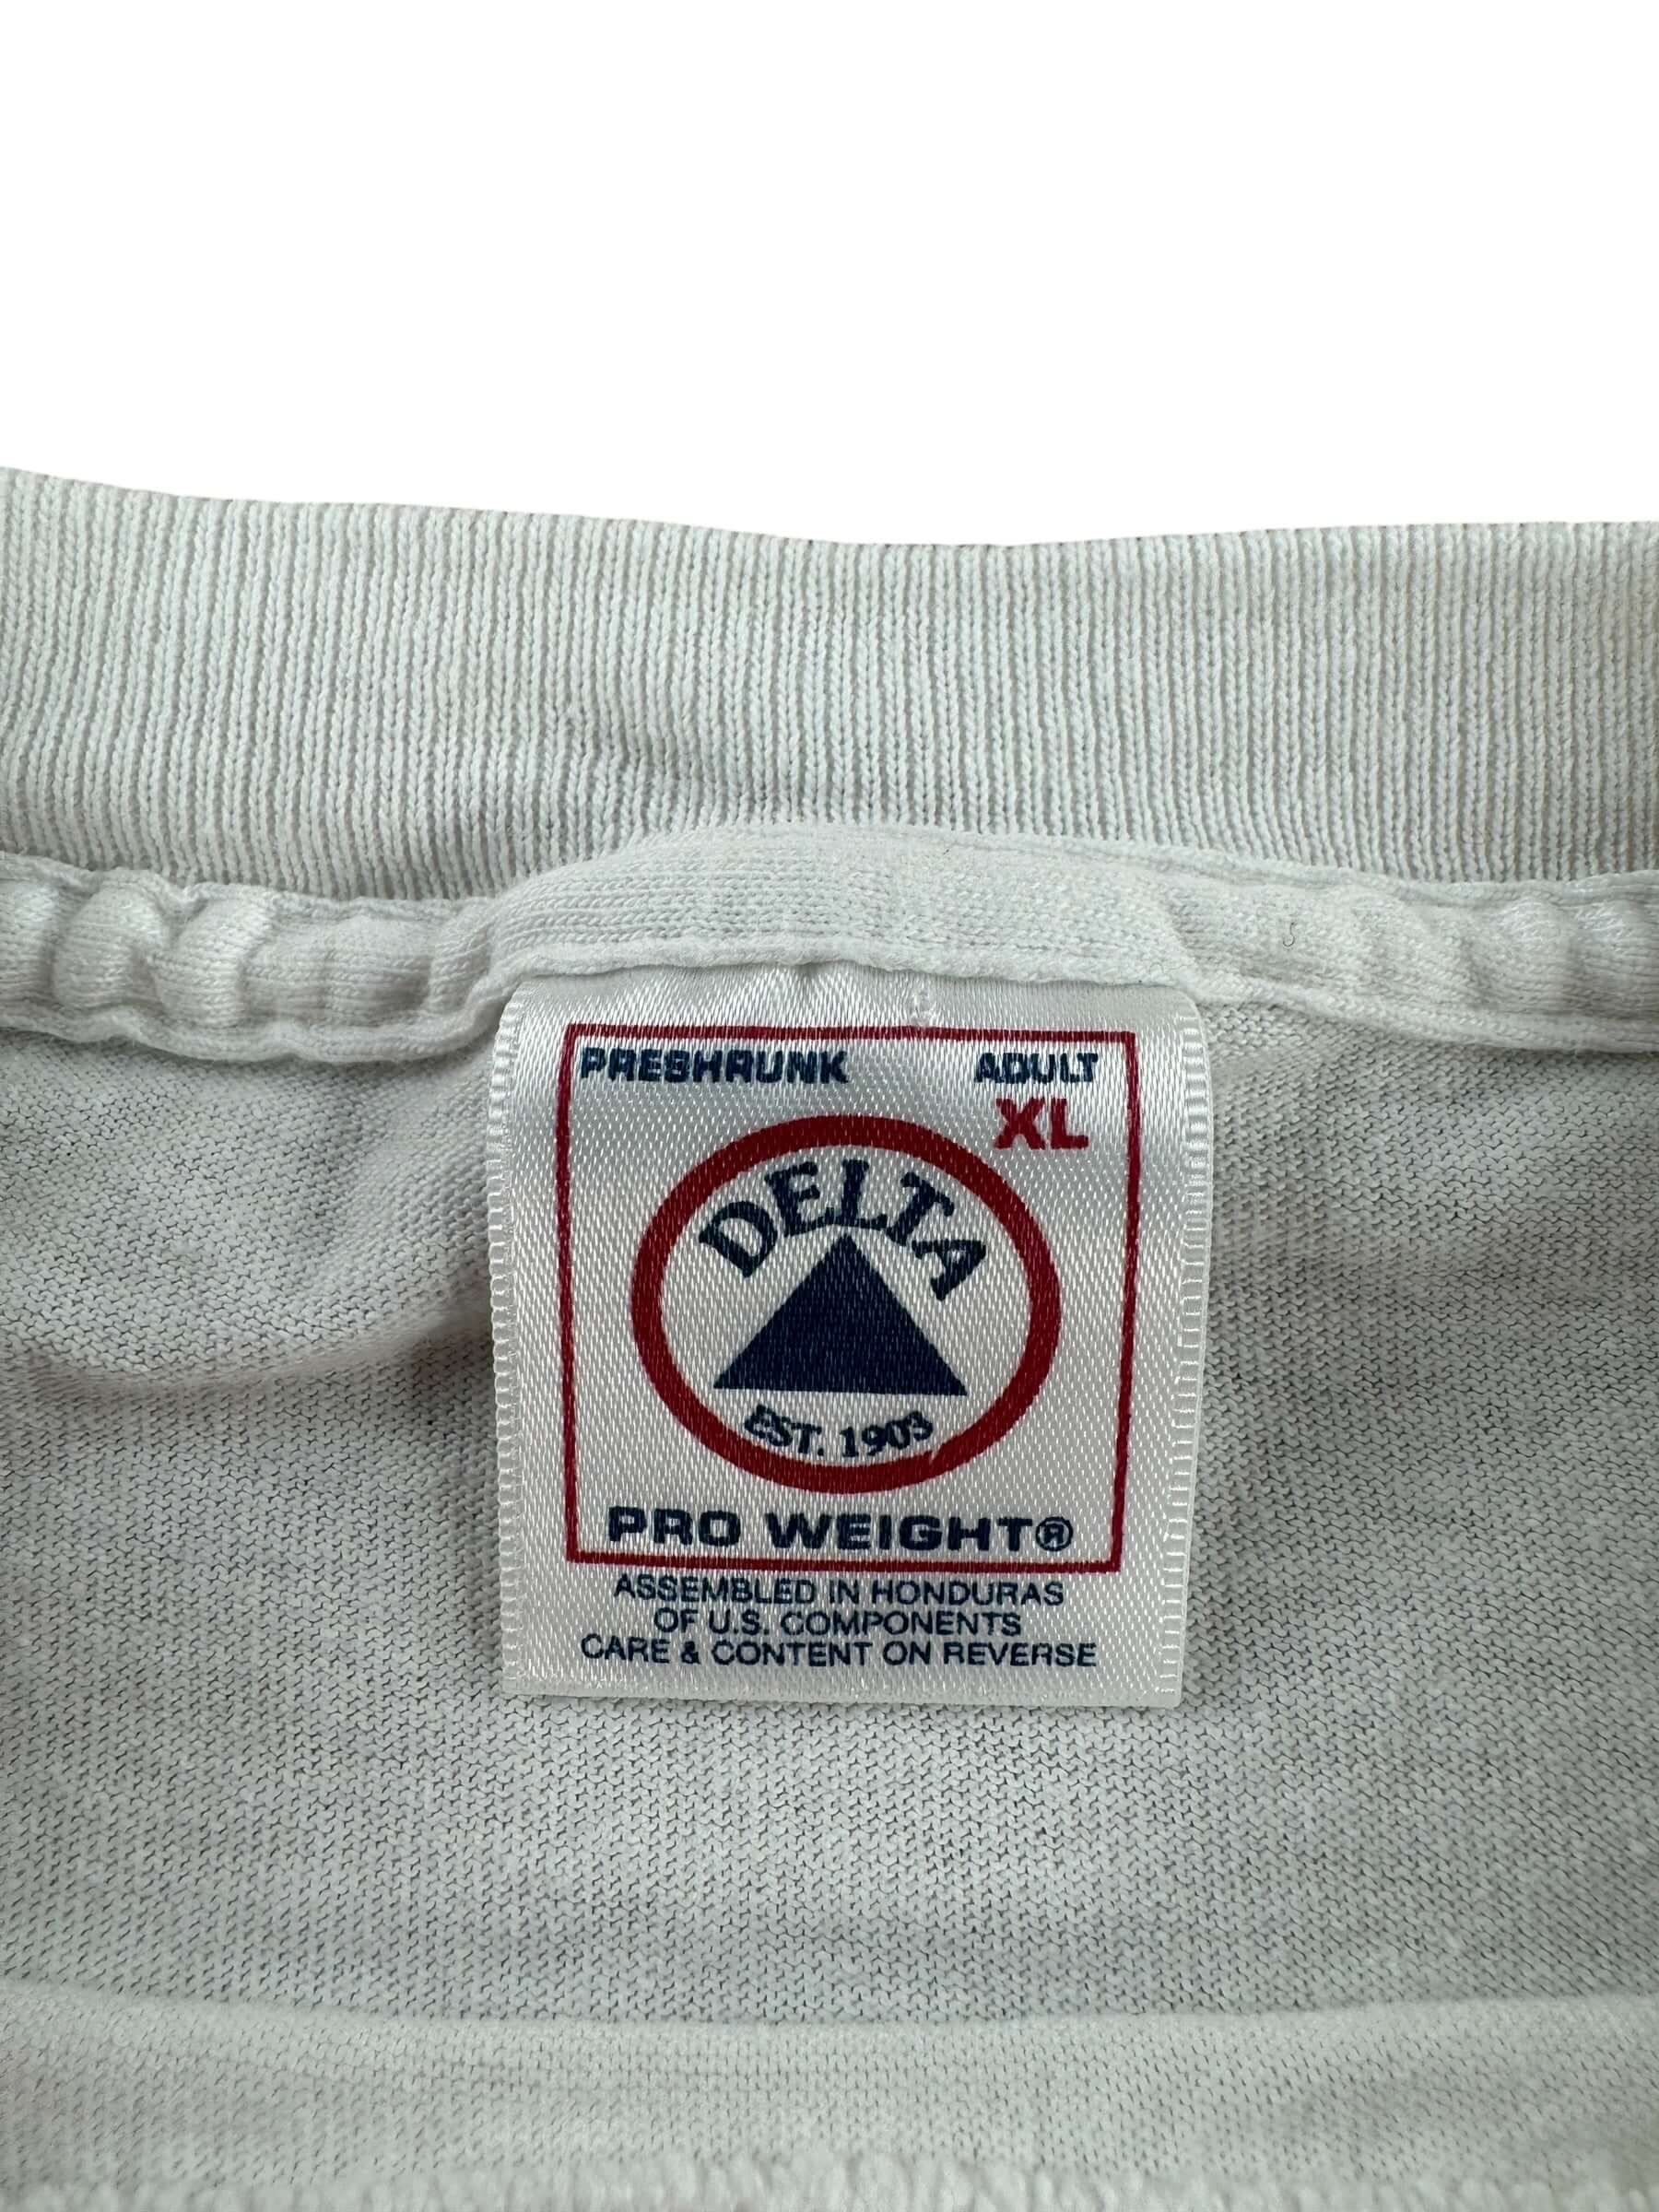 PRESHRUNK ADULT
XL
DELTA
EST. 1903
PRO WEIGHT®
ASSEMBLED IN HONDURAS
OF U.S. COMPONENTS
CARE & CONTENT ON REVERSE